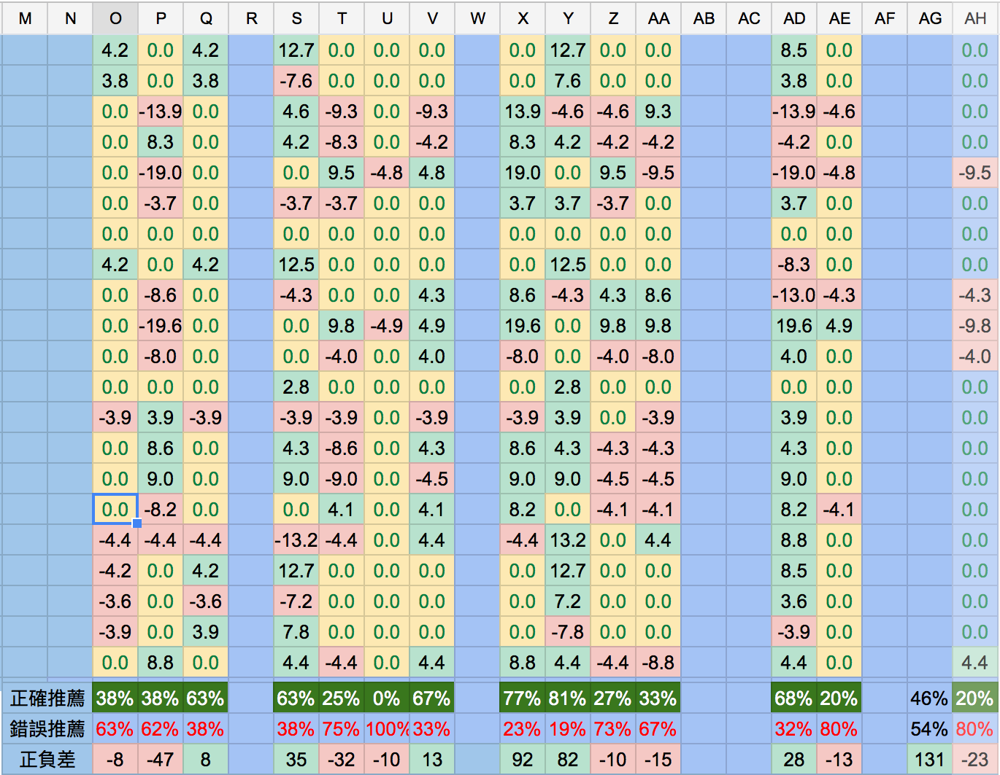 M N O P Q R S T U V W X Y Z AA AB AC AD AE AF AG AH
4.2 0.0 4.2 12.7 0.0 0.0 0.0 0.0 12.7 0.0 0.0 8.5 0.0 0.0
3.8 0.0 3.8 -7.6 0.0 0.0 0.0 0.0 7.6 0.0 0.0 3.8 0.0 0.0
0.0 -13.9 0.0 4.6 -9.3 0.0 -9.3 13.9 -4.6 -4.6 9.3 -13.9 -4.6 0.0
0.0 8.3 0.0 4.2 -8.3 0.0 -4.2 8.3 4.2 -4.2 -4.2 -4.2 0.0 0.0
0.0 -19.0 0.0 0.0 9.5 -4.8 4.8 19.0 0.0 9.5 -9.5 -19.0 -4.8 -9.5
0.0 -3.7 0.0 -3.7 -3.7 0.0 0.0 3.7 3.7 -3.7 0.0 3.7 0.0 0.0
0.0 0.0 0.0 0.0 0.0 0.0 0.0 0.0 0.0 0.0 0.0 0.0 0.0 0.0
4.2 0.0 4.2 12.5 0.0 0.0 0.0 0.0 12.5 0.0 0.0 -8.3 0.0 0.0
0.0 -8.6 0.0 -4.3 0.0 0.0 4.3 8.6 -4.3 4.3 8.6 -13.0 -4.3 -4.3
0.0 -19.6 0.0 0.0 9.8 -4.9 4.9 19.6 0.0 9.8 9.8 19.6 4.9 -9.8
0.0 -8.0 0.0 0.0 -4.0 0.0 4.0 -8.0 0.0 -4.0 -8.0 4.0 0.0 -4.0
0.0 0.0 0.0 2.8 0.0 0.0 0.0 0.0 2.8 0.0 0.0 0.0 0.0 0.0
-3.9 3.9 -3.9 -3.9 -3.9 0.0 -3.9 -3.9 3.9 0.0 -3.9 3.9 0.0 0.0
0.0 8.6 0.0 4.3 -8.6 0.0 4.3 8.6 4.3 -4.3 -4.3 4.3 0.0 0.0
0.0 9.0 0.0 9.0 -9.0 0.0 -4.5 9.0 9.0 -4.5 -4.5 9.0 0.0 0.0
0.0 -8.2 0.0 0.0 4.1 0.0 4.1 8.2 0.0 -4.1 -4.1 8.2 -4.1 0.0
-4.4 -4.4 -4.4 -13.2 -4.4 0.0 4.4 -4.4 13.2 0.0 4.4 8.8 0.0 0.0
-4.2 0.0 4.2 12.7 0.0 0.0 0.0 0.0 12.7 0.0 0.0 8.5 0.0 0.0
-3.6 0.0 -3.6 -7.2 0.0 0.0 0.0 0.0 7.2 0.0 0.0 3.6 0.0 0.0
-3.9 0.0 3.9 7.8 0.0 0.0 0.0 0.0 -7.8 0.0 0.0 -3.9 0.0 0.0
0.0 8.8 0.0 4.4 -4.4 0.0 4.4 8.8 4.4 -4.4 -8.8 4.4 0.0 4.4
正確推薦 38% 38% 63% 63% 25% 0% 67% 77% 81% 27% 33% 68% 20% 46% 20%
錯誤推薦 63% 62% 38% 38% 75% 100% 33% 23% 19% 73% 67% 32% 80% 54% 80%
正負差 -8 -47 8 35 -32 -10 13 92 82 -10 -15 28 -13 131 -23